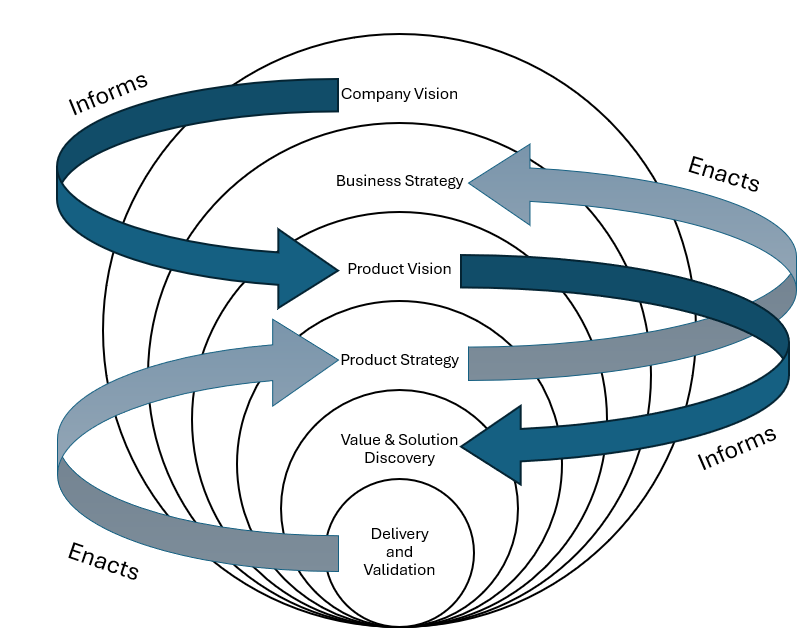 Informs
Company Vision
Enacts
Business Strategy
Product Vision
Product Strategy
Value & Solution
Discovery
Informs
Delivery
and
Validation
Enacts